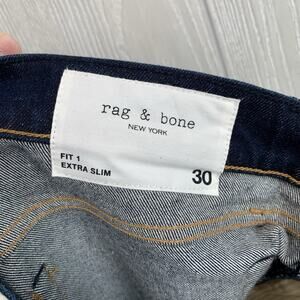 rag & bone
NEW YORK
FIT 1
EXTRA SLIM
30